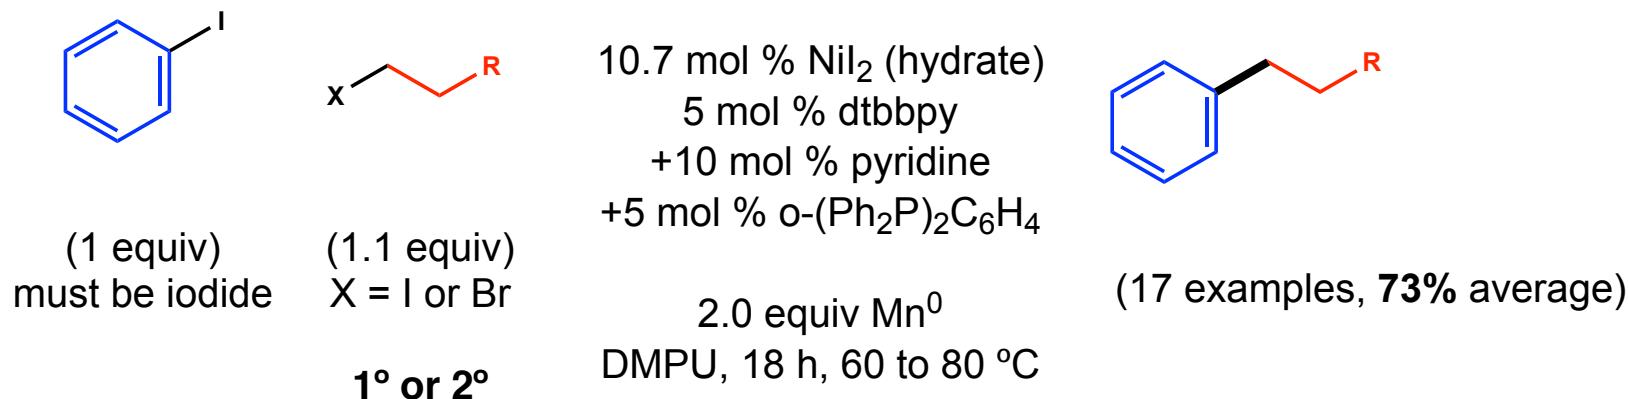 I
X
R
10.7 mol % NiI₂ (hydrate)
5 mol % dtbbpy
+10 mol % pyridine
+5 mol % o-(Ph₂P)₂C₆H₄
R
(1 equiv)
must be iodide
(1.1 equiv)
X = I or Br
1º or 2º
2.0 equiv Mn⁰
DMPU, 18 h, 60 to 80 ºC
(17 examples, 73% average)